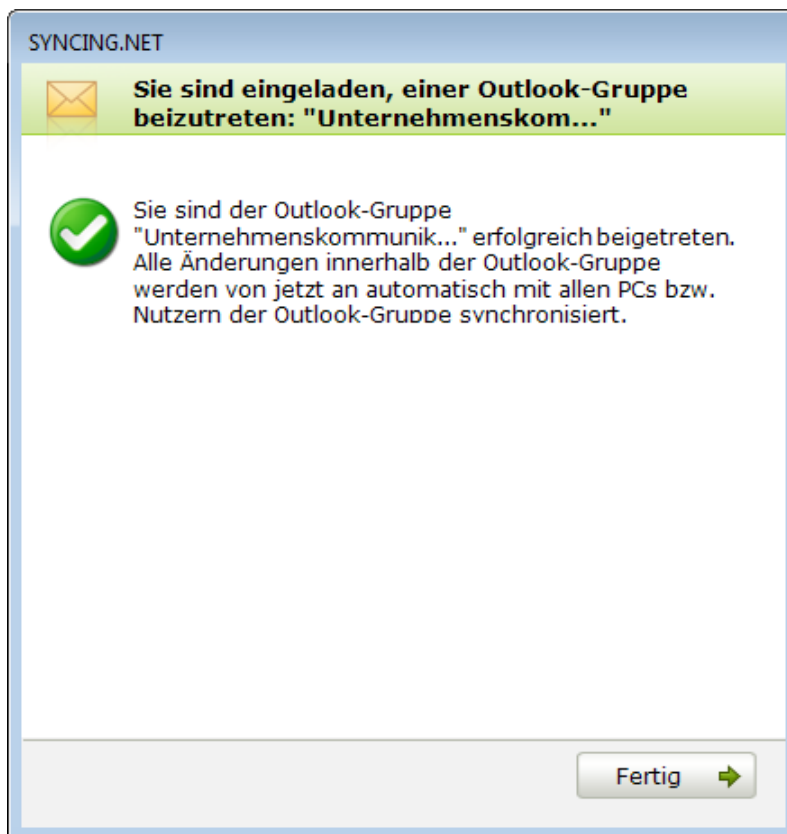 SYNCING.NET
Sie sind eingeladen, einer Outlook-Gruppe
beizutreten: "Unternehmenskom..."
Sie sind der Outlook-Gruppe
"Unternehmenskommunik..." erfolgreich beigetreten.
Alle Änderungen innerhalb der Outlook-Gruppe
werden von jetzt an automatisch mit allen PCs bzw.
Nutzern der Outlook-Gruppe synchronisiert.
Fertig